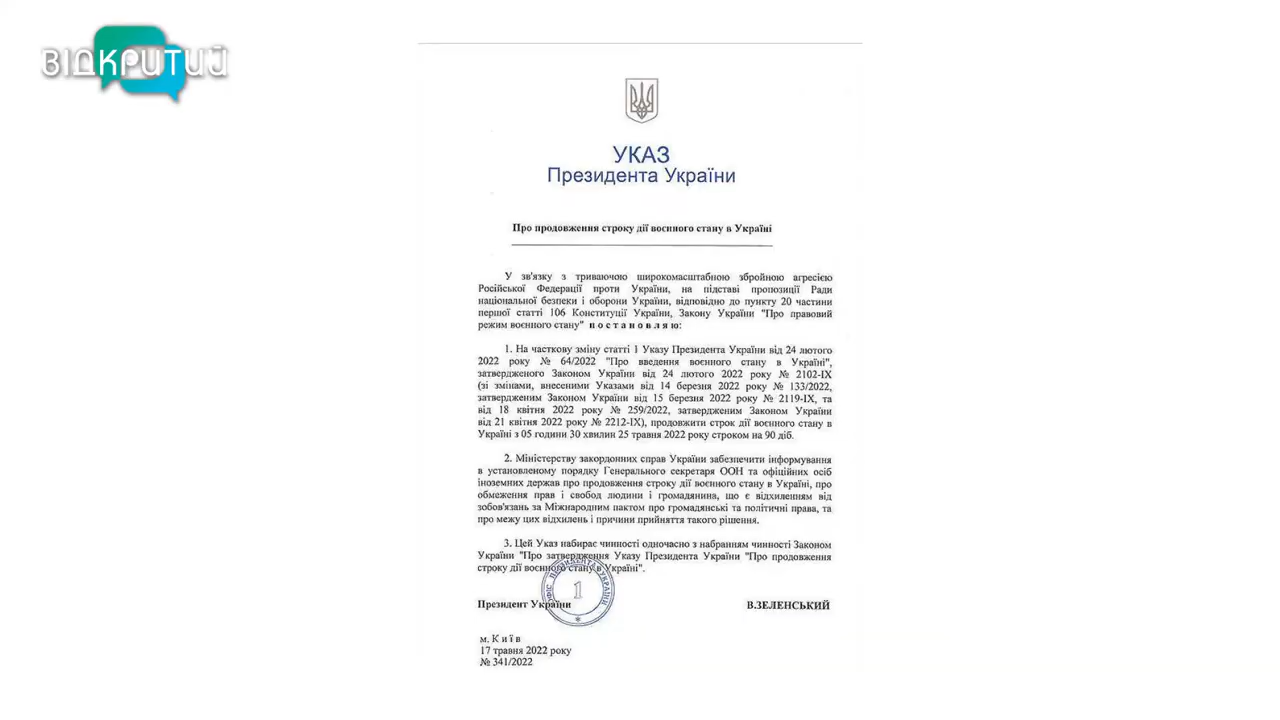 ВІДКРИТИЙ
УКАЗ
Президента України
Про продовження строку дії воєнного стану в Україні
У зв'язку з триваючою широкомасштабною збройною агресією
Російської Федерації проти України, на підставі пропозиції Ради
національної безпеки і оборони України, відповідно до пункту 20 частини
першої статті 106 Конституції України, Закону України "Про правовий
режим воєнного стану" п о с т а н о в л я ю:
1. На часткову зміну статті 1 Указу Президента України від 24 лютого
2022 року № 64/2022 "Про введення воєнного стану в Україні",
затвердженого Законом України від 24 лютого 2022 року № 2102-IX
(зі змінами, внесеними Указами від 14 березня 2022 року № 133/2022,
затвердженим Законом України від 15 березня 2022 року № 2119-IX, та
від 18 квітня 2022 року № 259/2022, затвердженим Законом України
від 21 квітня 2022 року № 2212-IX), продовжити строк дії воєнного стану в
Україні з 05 години 30 хвилин 25 травня 2022 року строком на 90 діб.
2. Міністерству закордонних справ України забезпечити інформування
в установленому порядку Генерального секретаря ООН та офіційних осіб
іноземних держав про продовження строку дії воєнного стану в Україні, про
обмеження прав і свобод людини і громадянина, що є відхиленням від
зобов'язань за Міжнародним пактом про громадянські та політичні права, та
про межу цих відхилень і причини прийняття такого рішення.
3. Цей Указ набирає чинності одночасно з набранням чинності Законом
України "Про затвердження Указу Президента України "Про продовження
строку дії воєнного стану в Україні".
ОФІС ПРЕЗИДЕНТА УКРАЇНИ
1
Президент України В.ЗЕЛЕНСЬКИЙ
м. К и ї в
17 травня 2022 року
№ 341/2022